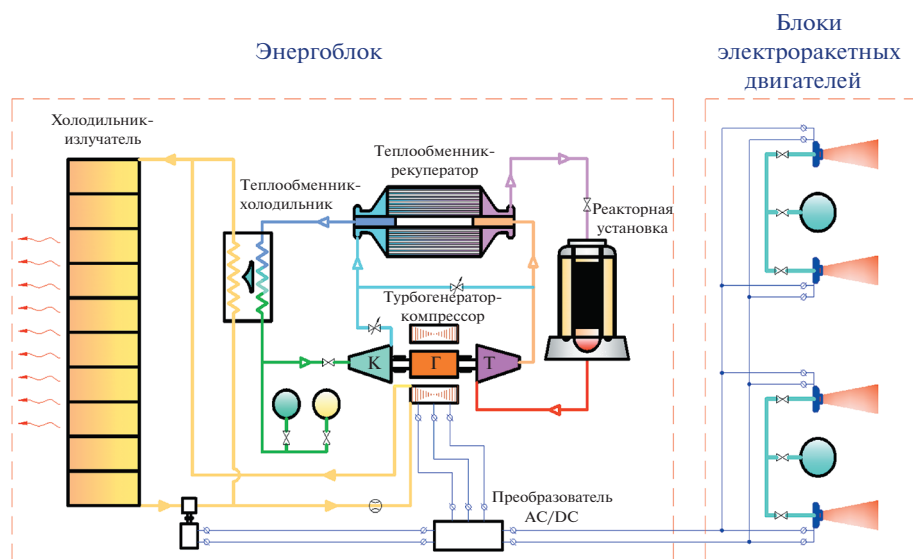 Энергоблок
Блоки
электроракетных
двигателей
Холодильник-
излучатель
Теплообменник-
рекуператор
Теплообменник-
холодильник
Реакторная
установка
Турбогенератор-
компрессор
К
Г
Т
Преобразователь
AC/DC